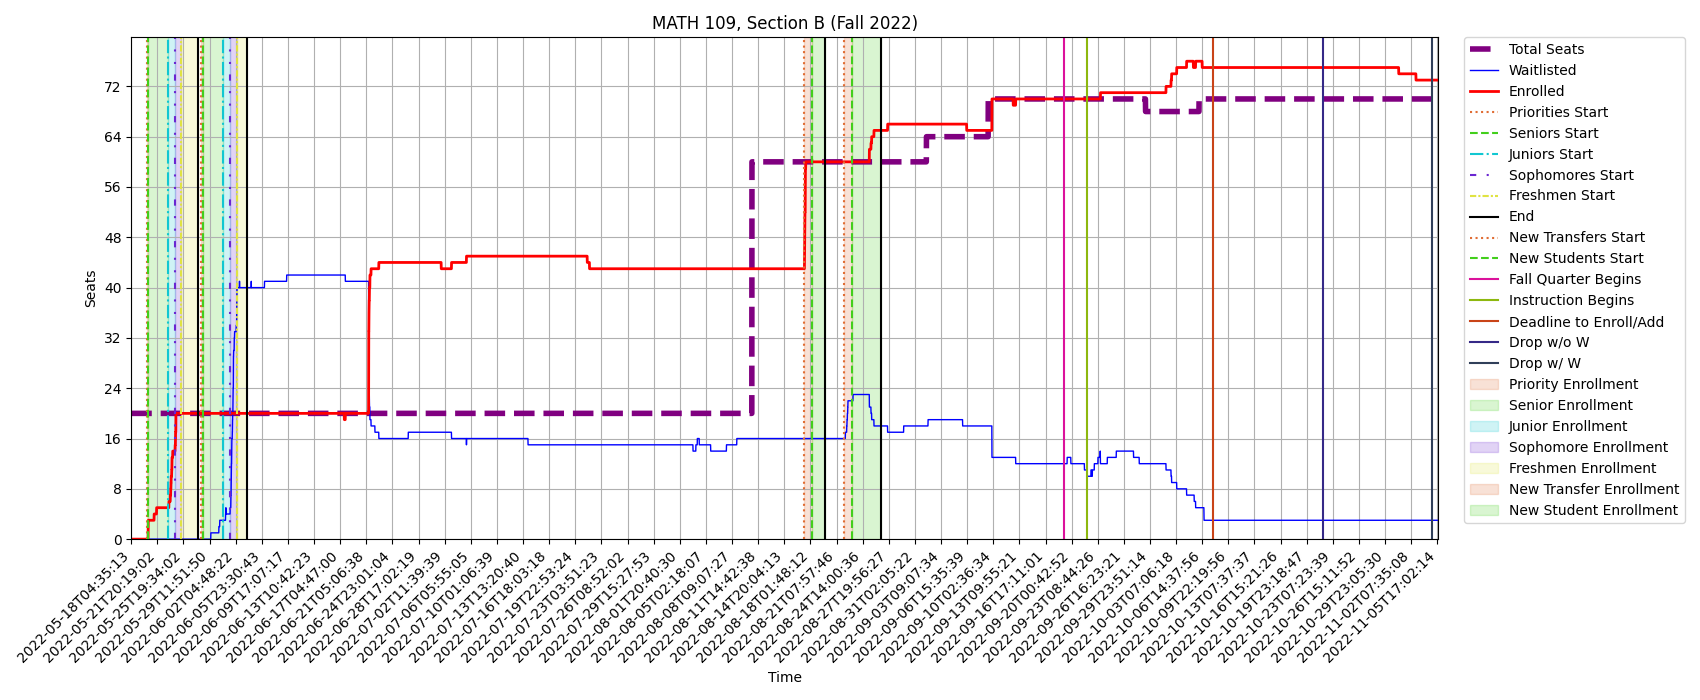 MATH 109, Section B (Fall 2022)
Seats
72
64
56
48
40
32
24
16
8
0
2022-05-18T04:35:13
2022-05-21T20:19:02
2022-05-25T19:34:02
2022-05-29T11:51:50
2022-06-02T04:48:22
2022-06-05T23:30:43
2022-06-09T17:07:17
2022-06-13T10:42:23
2022-06-17T04:47:00
2022-06-21T05:06:38
2022-06-24T23:01:04
2022-06-28T17:02:19
2022-07-02T11:39:39
2022-07-06T05:55:05
2022-07-10T01:06:39
2022-07-13T13:20:40
2022-07-16T18:03:18
2022-07-19T22:53:24
2022-07-23T03:51:23
2022-07-26T08:52:02
2022-07-29T15:27:53
2022-08-01T20:40:30
2022-08-05T02:18:07
2022-08-08T09:07:27
2022-08-11T14:42:38
2022-08-14T20:04:13
2022-08-18T01:48:12
2022-08-21T07:57:46
2022-08-24T14:00:36
2022-08-27T19:56:27
2022-08-31T02:05:22
2022-09-03T09:07:34
2022-09-06T15:35:39
2022-09-10T02:36:34
2022-09-13T09:55:21
2022-09-16T17:11:01
2022-09-20T00:42:52
2022-09-23T08:44:26
2022-09-26T16:23:21
2022-09-29T23:51:14
2022-10-03T07:06:18
2022-10-06T14:37:56
2022-10-09T22:19:56
2022-10-13T07:37:37
2022-10-16T15:21:26
2022-10-19T23:18:47
2022-10-23T07:23:39
2022-10-26T15:11:52
2022-10-29T23:05:30
2022-11-02T07:35:08
2022-11-05T17:02:14
Time
Total Seats
Waitlisted
Enrolled
Priorities Start
Seniors Start
Juniors Start
Sophomores Start
Freshmen Start
End
New Transfers Start
New Students Start
Fall Quarter Begins
Instruction Begins
Deadline to Enroll/Add
Drop w/o W
Drop w/ W
Priority Enrollment
Senior Enrollment
Junior Enrollment
Sophomore Enrollment
Freshmen Enrollment
New Transfer Enrollment
New Student Enrollment